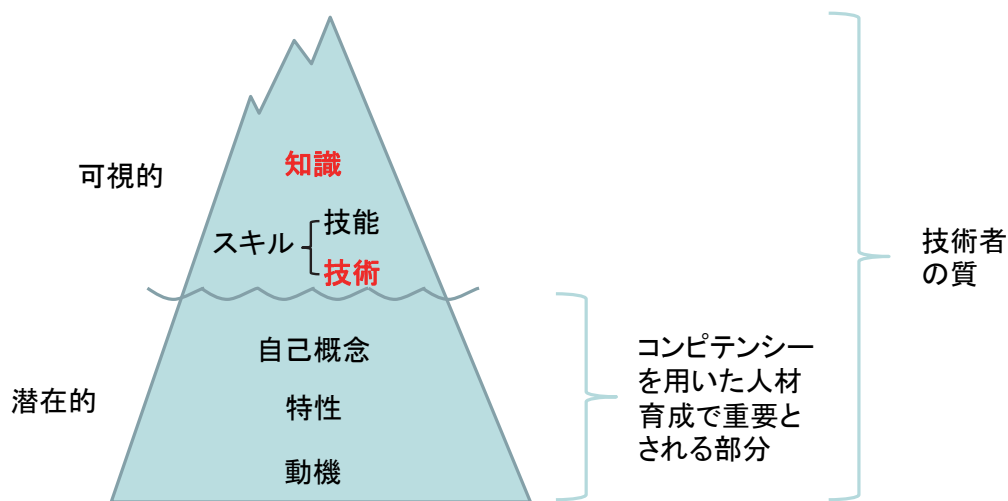 可視的
知識
スキル
技能
技術
潜在的
自己概念
特性
動機
コンピテンシー
を用いた人材
育成で重要と
される部分
技術者
の質